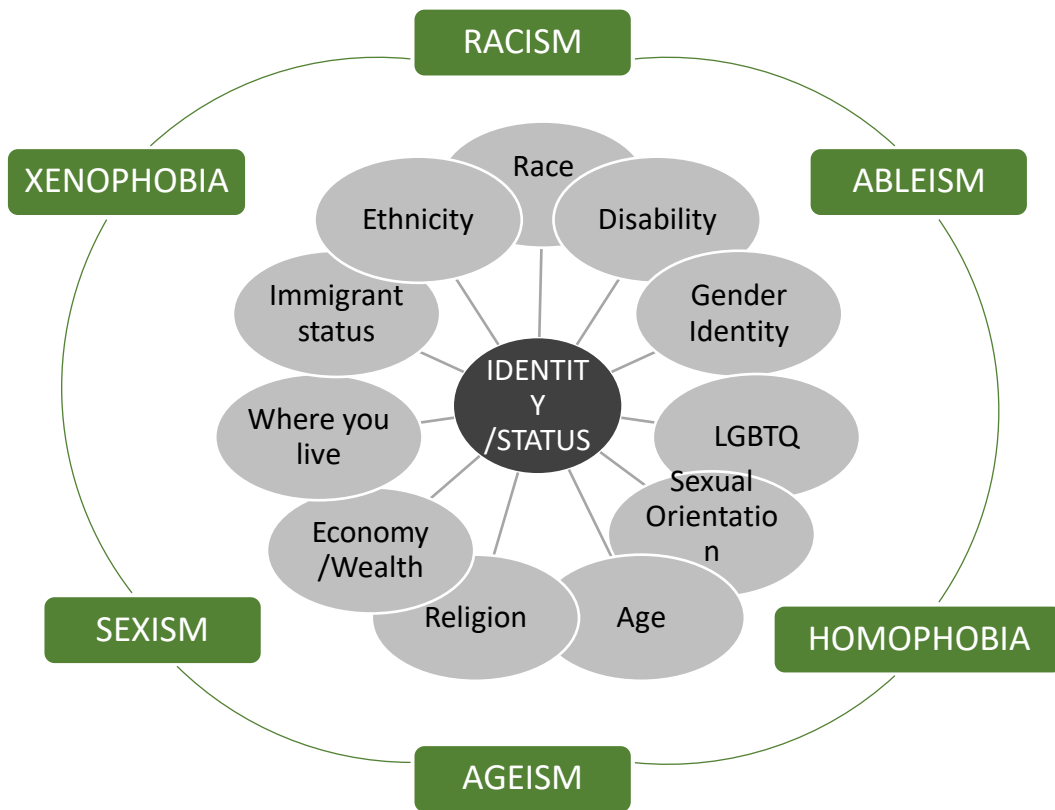 RACISM
XENOPHOBIA
ABLEISM
Race
Ethnicity
Disability
Immigrant
status
Gender
Identity
IDENTIT
Y
/STATUS
Where you
live
LGBTQ
Sexual
Orientatio
n
Economy
/Wealth
Religion
Age
SEXISM
HOMOPHOBIA
AGEISM